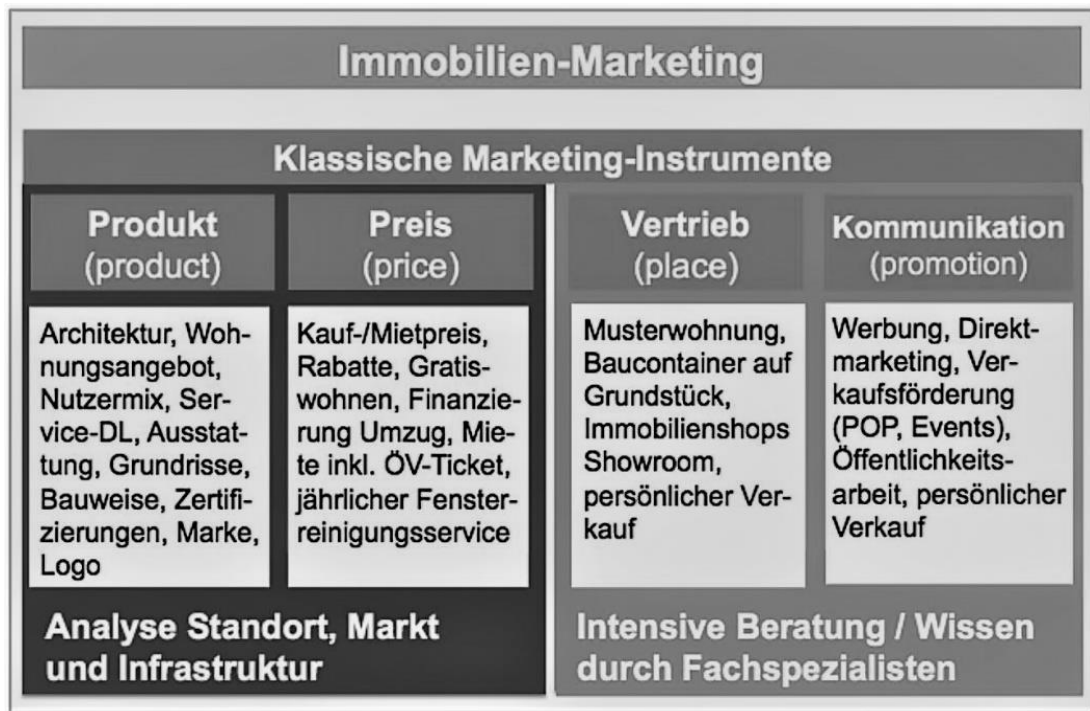 Immobilien-Marketing
Klassische Marketing-Instrumente
Produkt
(product)
Architektur, Woh-
nungsangebot,
Nutzermix, Ser-
vice-DL, Ausstat-
tung, Grundrisse,
Bauweise, Zertifi-
zierungen, Marke,
Logo
Preis
(price)
Kauf-/Mietpreis,
Rabatte, Gratis-
wohnen, Finanzie-
rung Umzug, Mie-
te inkl. ÖV-Ticket,
jährlicher Fenster-
reinigungsservice
Analyse Standort, Markt
und Infrastruktur
Vertrieb
(place)
Musterwohnung,
Baucontainer auf
Grundstück,
Immobilienshops
Showroom,
persönlicher Ver-
kauf
Kommunikation
(promotion)
Werbung, Direkt-
marketing, Ver-
kaufsförderung
(POP, Events),
Öffentlichkeits-
arbeit, persönlicher
Verkauf
Intensive Beratung / Wissen
durch Fachspezialisten